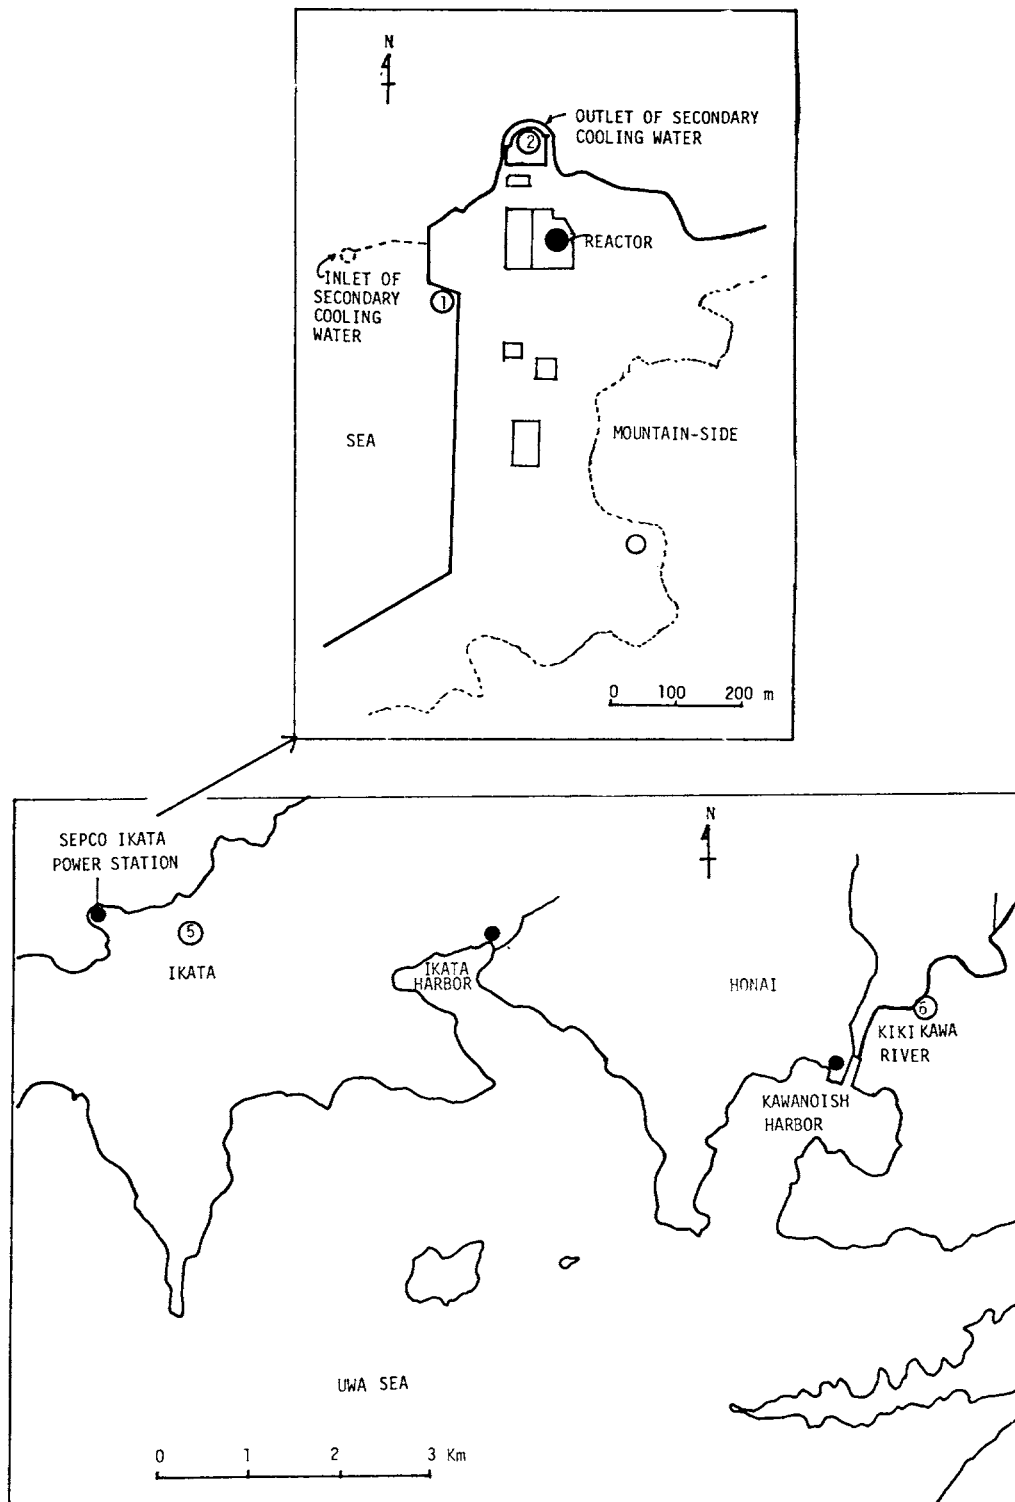 N
OUTLET OF SECONDARY
COOLING WATER
2
REACTOR
INLET OF
SECONDARY
COOLING
WATER
1
SEA
MOUNTAIN-SIDE
0 100 200 m
SEPCO IKATA
POWER STATION
N
5
IKATA
IKATA
HARBOR
HONAI
6
KIKI KAWA
RIVER
KAWANOISH
HARBOR
UWA SEA
0 1 2 3 Km